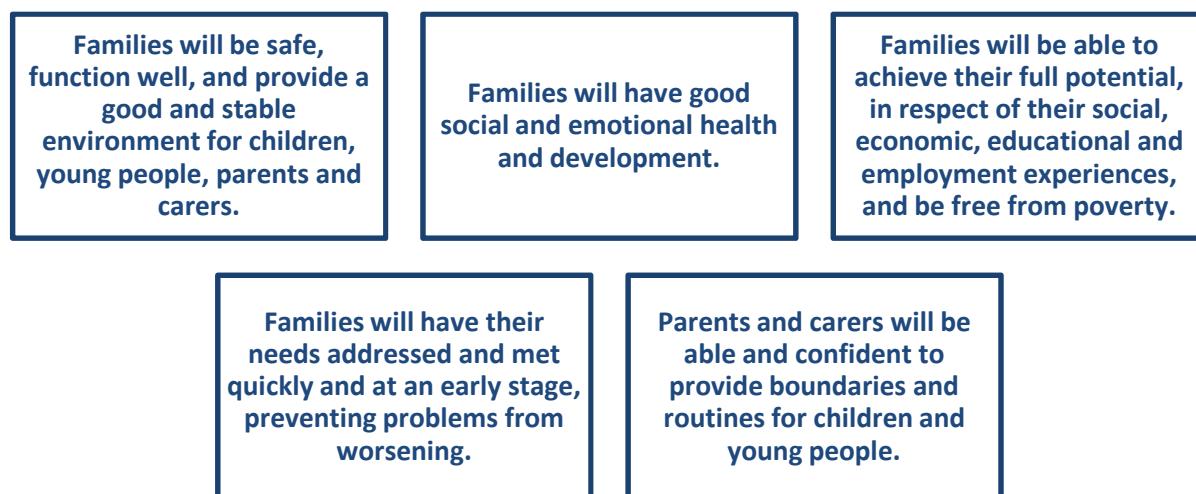 Families will be safe,
function well, and provide a
good and stable
environment for children,
young people, parents and
carers.
Families will have good
social and emotional health
and development.
Families will be able to
achieve their full potential,
in respect of their social,
economic, educational and
employment experiences,
and be free from poverty.
Families will have their
needs addressed and met
quickly and at an early stage,
preventing problems from
worsening.
Parents and carers will be
able and confident to
provide boundaries and
routines for children and
young people.